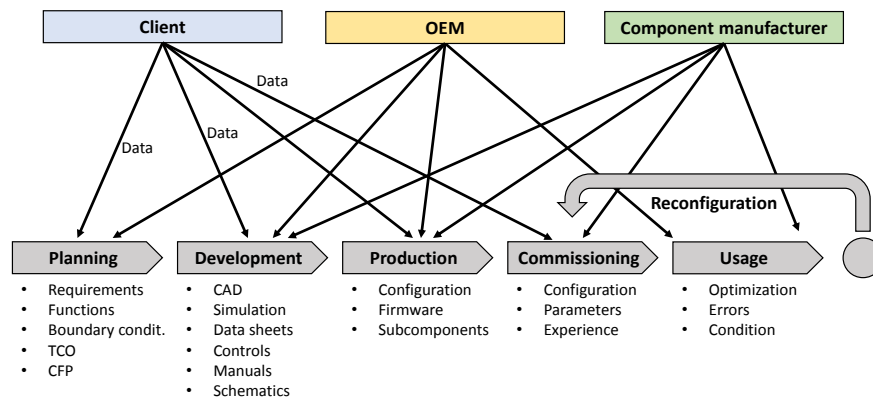 Client
OEM
Component manufacturer
Data
Data
Data
Reconfiguration
Planning
Development
Production
Commissioning
Usage
• Requirements
• Functions
• Boundary condit.
• TCO
• CFP
• CAD
• Simulation
• Data sheets
• Controls
• Manuals
• Schematics
• Configuration
• Firmware
• Subcomponents
• Configuration
• Parameters
• Experience
• Optimization
• Errors
• Condition